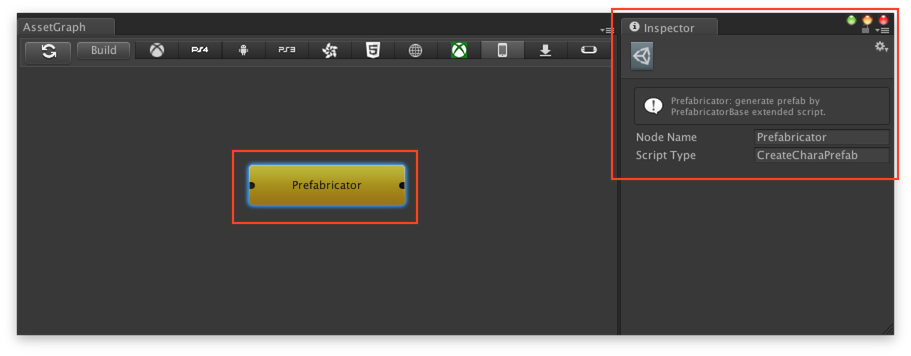 AssetGraph
Build
PS4
PS3
Prefabricator
Inspector
Prefabricator: generate prefab by
PrefabricatorBase extended script.
Node Name Prefabricator
Script Type CreateCharaPrefab